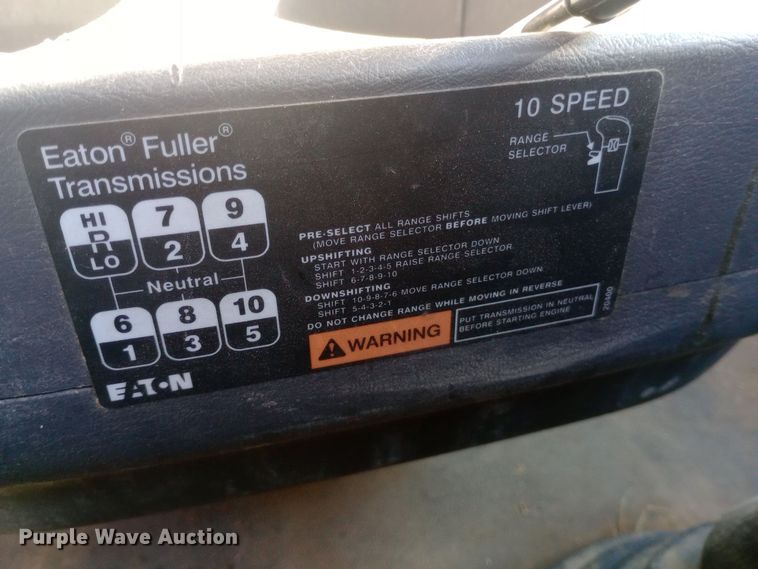 10 SPEED
Eaton® Fuller®
Transmissions
RANGE
SELECTOR
HI
R
LO
7
2
9
4
Neutral
6
1
8
3
10
5
PRE-SELECT ALL RANGE SHIFTS
(MOVE RANGE SELECTOR BEFORE MOVING SHIFT LEVER)
UPSHIFTING
START WITH RANGE SELECTOR DOWN
SHIFT 1-2-3-4-5 RAISE RANGE SELECTOR
SHIFT 6-7-8-9-10
DOWNSHIFTING
SHIFT 10-9-8-7-6 MOVE RANGE SELECTOR DOWN
SHIFT 5-4-3-2-1
DO NOT CHANGE RANGE WHILE MOVING IN REVERSE
WARNING
PUT TRANSMISSION IN NEUTRAL
BEFORE STARTING ENGINE
EATON
Purple Wave Auction